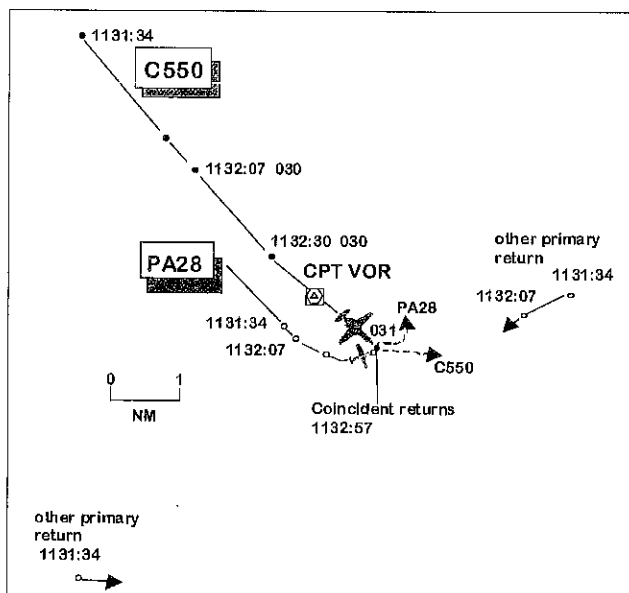 1131:34
C550
1132:07 030
1132:30 030
other primary
return
1131:34
1132:07
CPT VOR
PA28
1131:34
1132:07
031
PA28
C550
0 1
NM
Coincident returns
1132:57
other primary
return
1131:34